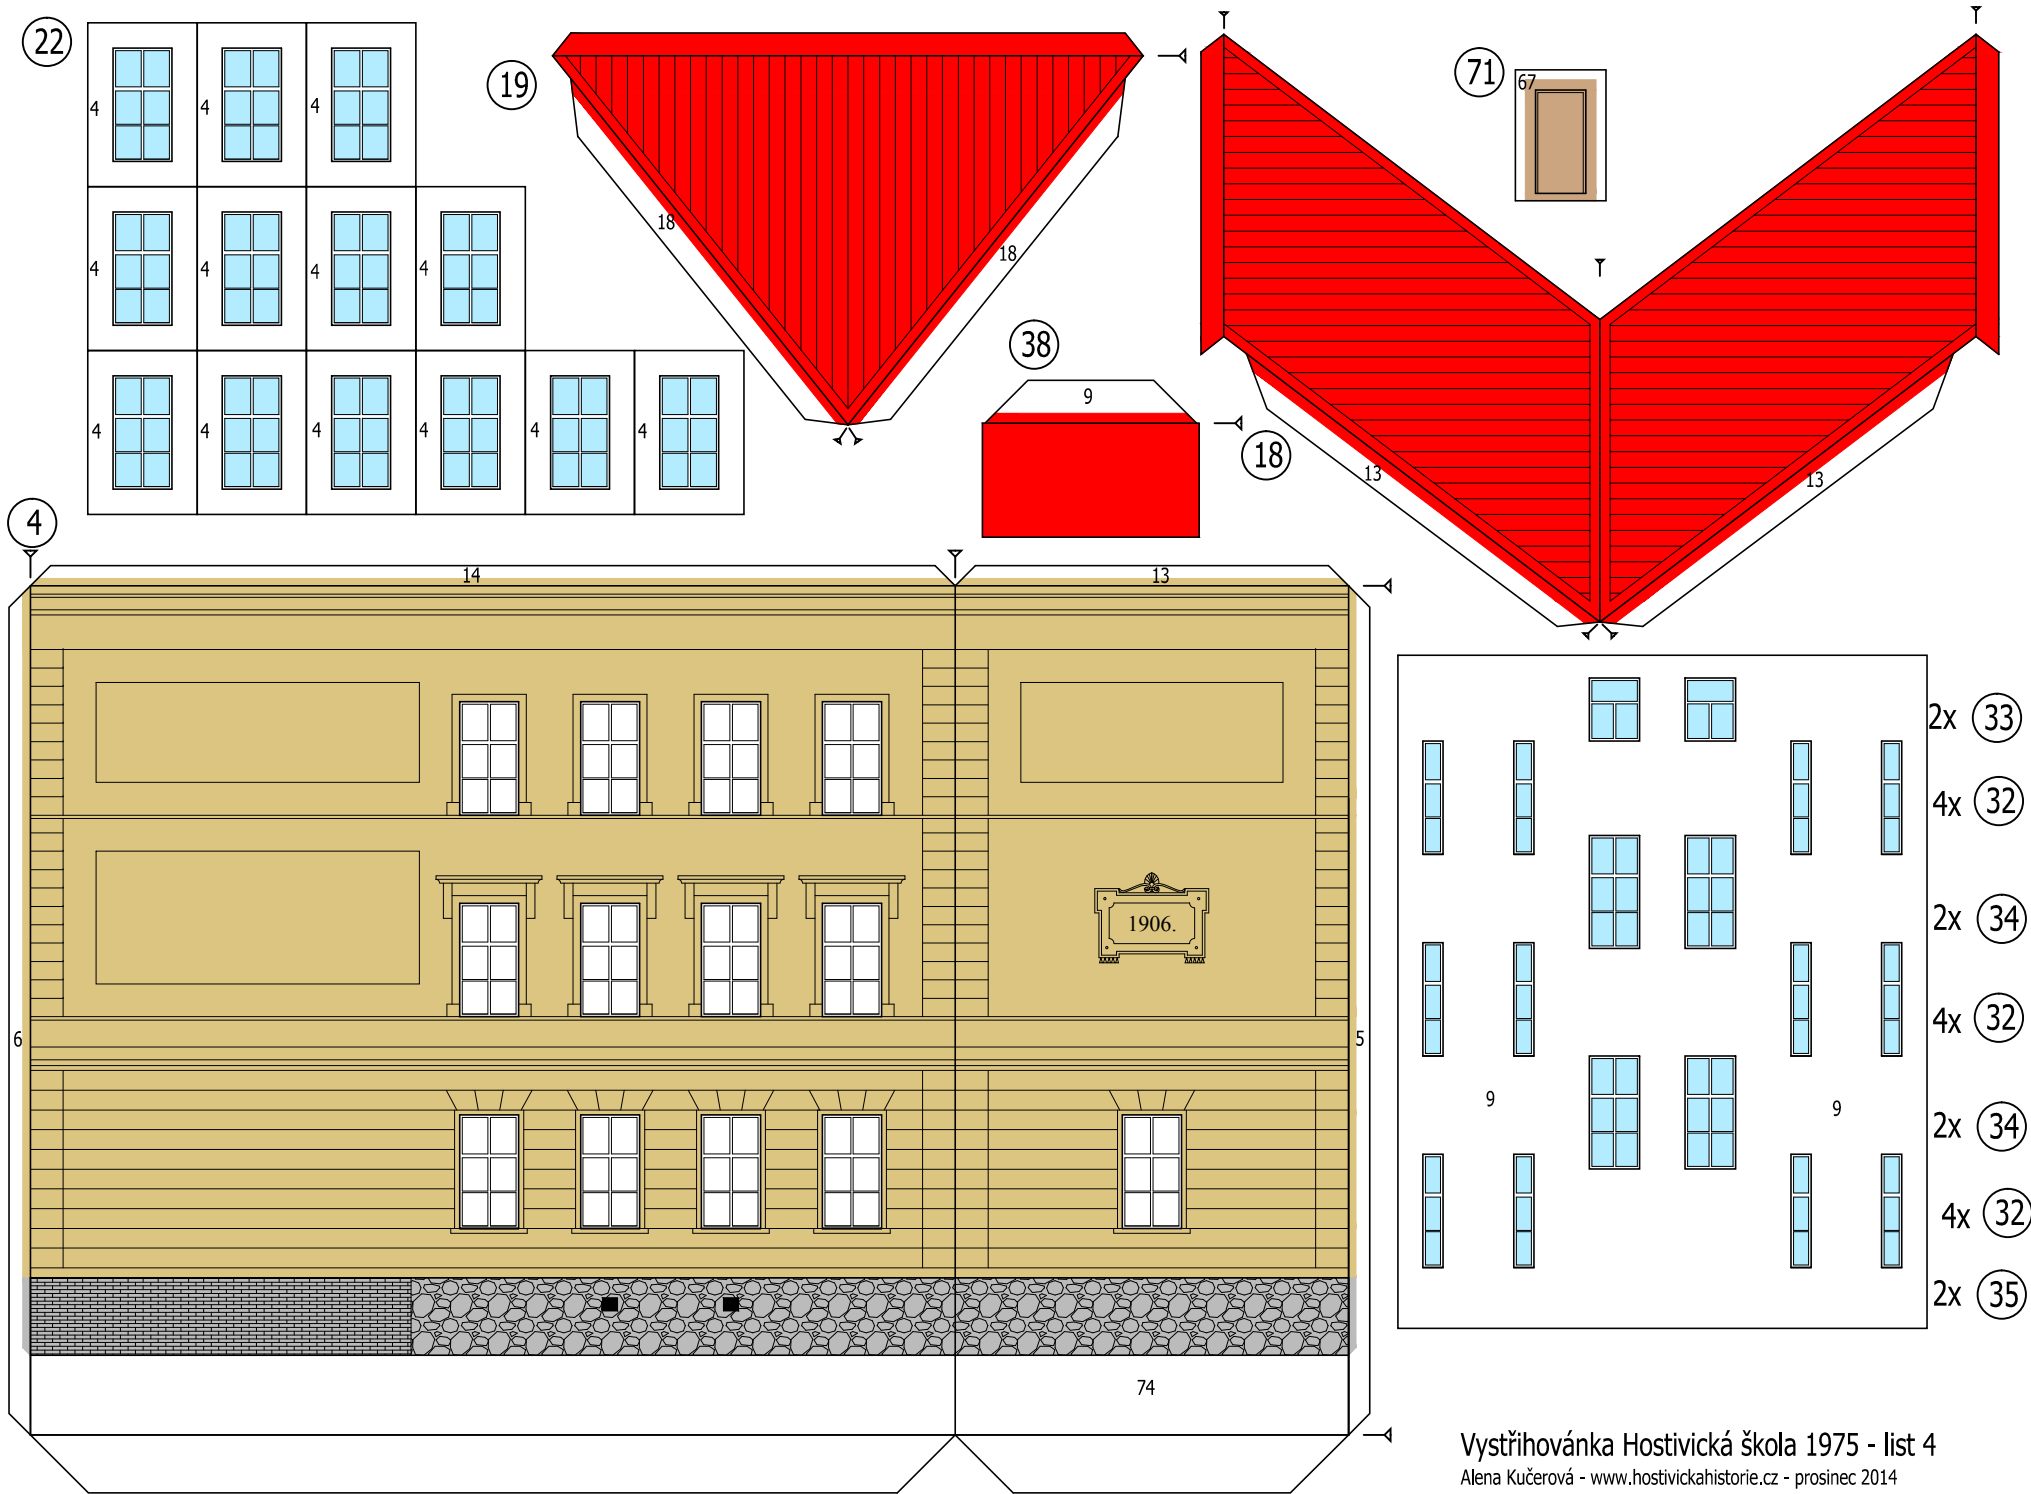 22
4 4 4
4 4 4 4
4 4 4 4 4 4
19
18 18
71
67
38
9
18
13 13
4
14 13
1906.
6 5
74
2x 33
4x 32
2x 34
4x 32
9 9
2x 34
4x 32
2x 35
Vystřihovánka Hostivická škola 1975 - list 4
Alena Kučerová - www.hostivickahistorie.cz - prosinec 2014